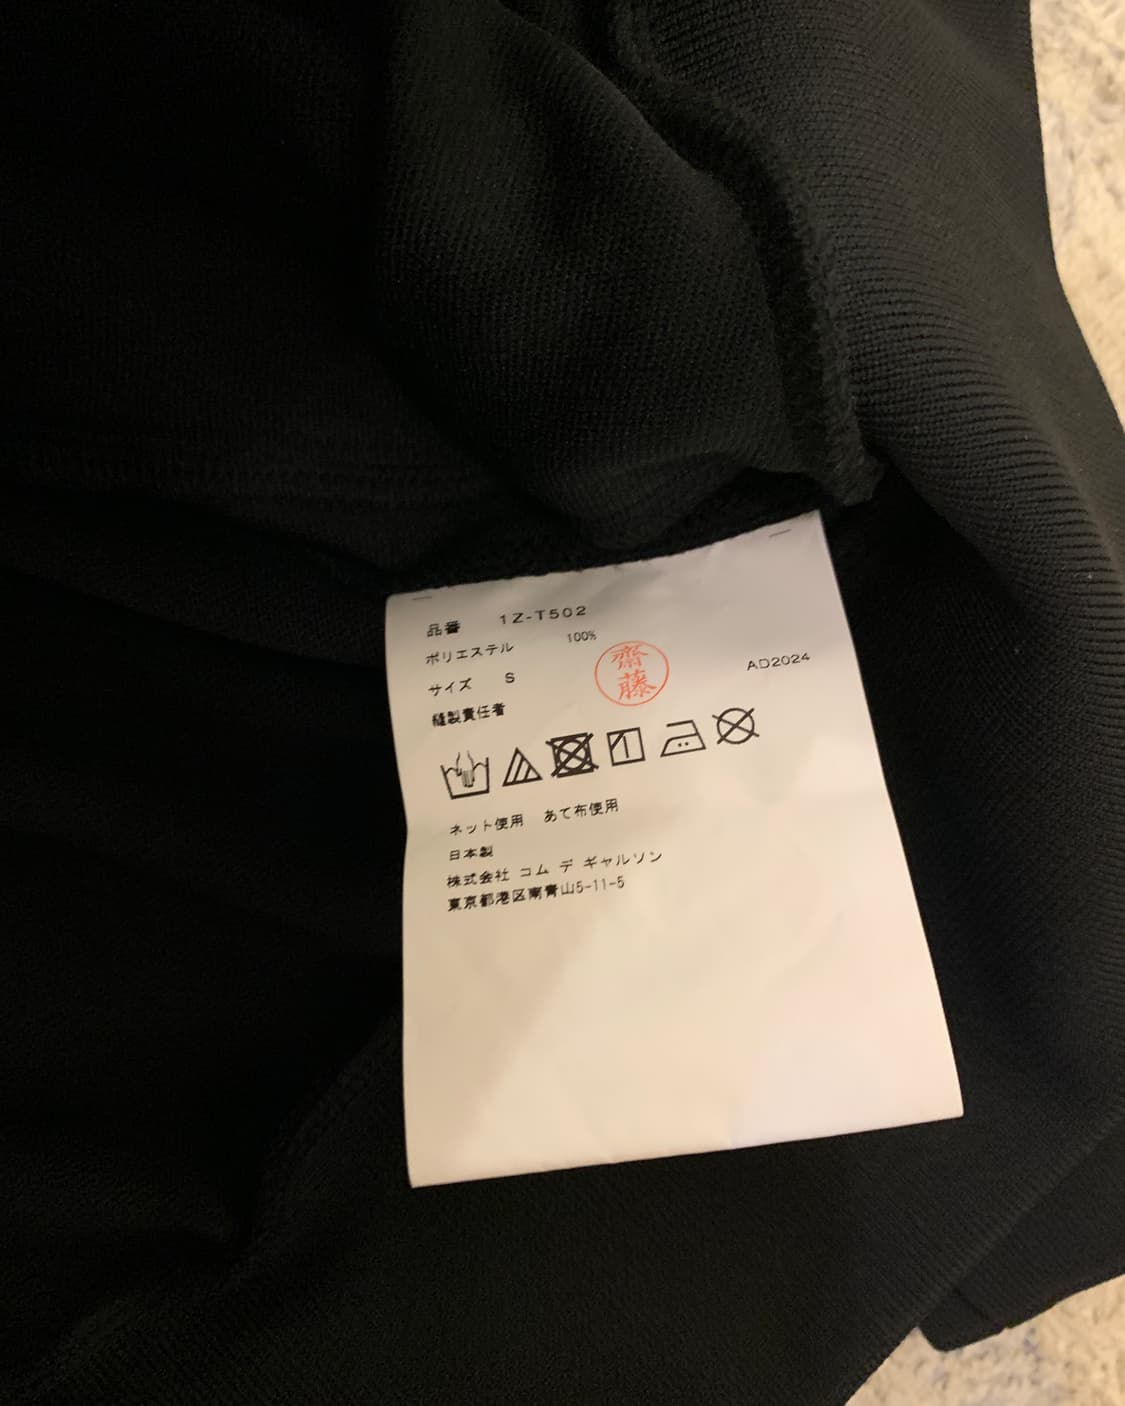 品番 1Z-T502
ポリエステル 100%
サイズ S
縫製責任者
齋藤
AD2024
ネット使用 あて布使用
日本製
株式会社 コム デ ギャルソン
東京都港区南青山5-11-5